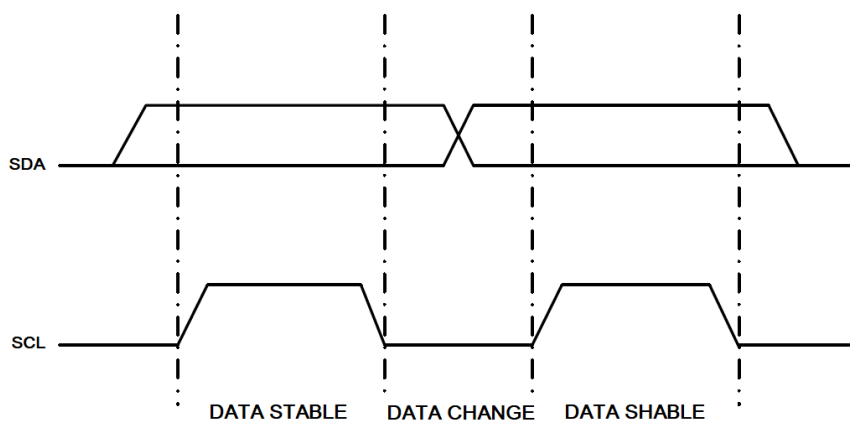 SDA
SCL
DATA STABLE
DATA CHANGE
DATA SHABLE